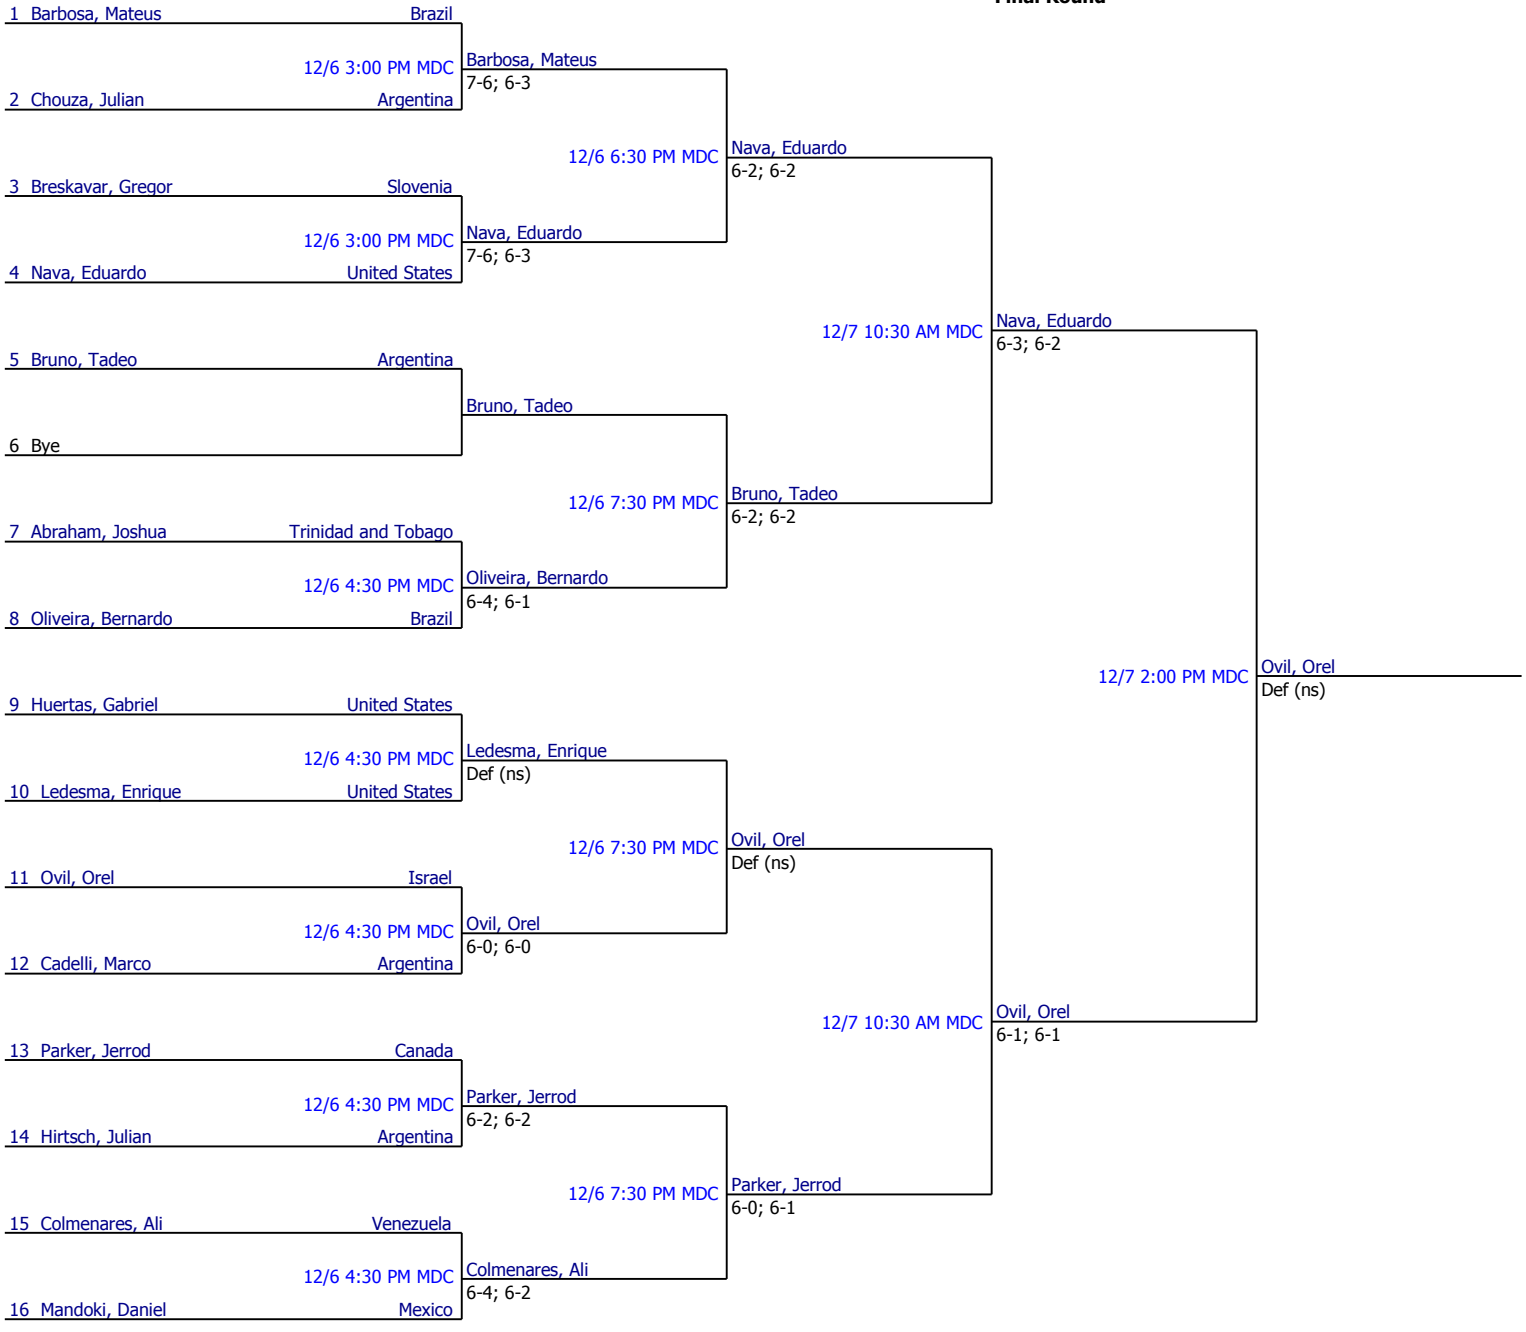 Final Round
1 Barbosa, Mateus Brazil
12/6 3:00 PM MDC Barbosa, Mateus
7-6; 6-3
2 Chouza, Julian Argentina
12/6 6:30 PM MDC Nava, Eduardo
6-2; 6-2
3 Breskavar, Gregor Slovenia
12/6 3:00 PM MDC Nava, Eduardo
7-6; 6-3
4 Nava, Eduardo United States
12/7 10:30 AM MDC Nava, Eduardo
6-3; 6-2
5 Bruno, Tadeo Argentina
Bruno, Tadeo
6 Bye
12/6 7:30 PM MDC Bruno, Tadeo
6-2; 6-2
7 Abraham, Joshua Trinidad and Tobago
12/6 4:30 PM MDC Oliveira, Bernardo
6-4; 6-1
8 Oliveira, Bernardo Brazil
12/7 2:00 PM MDC Ovil, Orel
Def (ns)
9 Huertas, Gabriel United States
12/6 4:30 PM MDC Ledesma, Enrique
Def (ns)
10 Ledesma, Enrique United States
12/6 7:30 PM MDC Ovil, Orel
Def (ns)
11 Ovil, Orel Israel
12/6 4:30 PM MDC Ovil, Orel
6-0; 6-0
12 Cadelli, Marco Argentina
12/7 10:30 AM MDC Ovil, Orel
6-1; 6-1
13 Parker, Jerrod Canada
12/6 4:30 PM MDC Parker, Jerrod
6-2; 6-2
14 Hirtsch, Julian Argentina
12/6 7:30 PM MDC Parker, Jerrod
6-0; 6-1
15 Colmenares, Ali Venezuela
12/6 4:30 PM MDC Colmenares, Ali
6-4; 6-2
16 Mandoki, Daniel Mexico